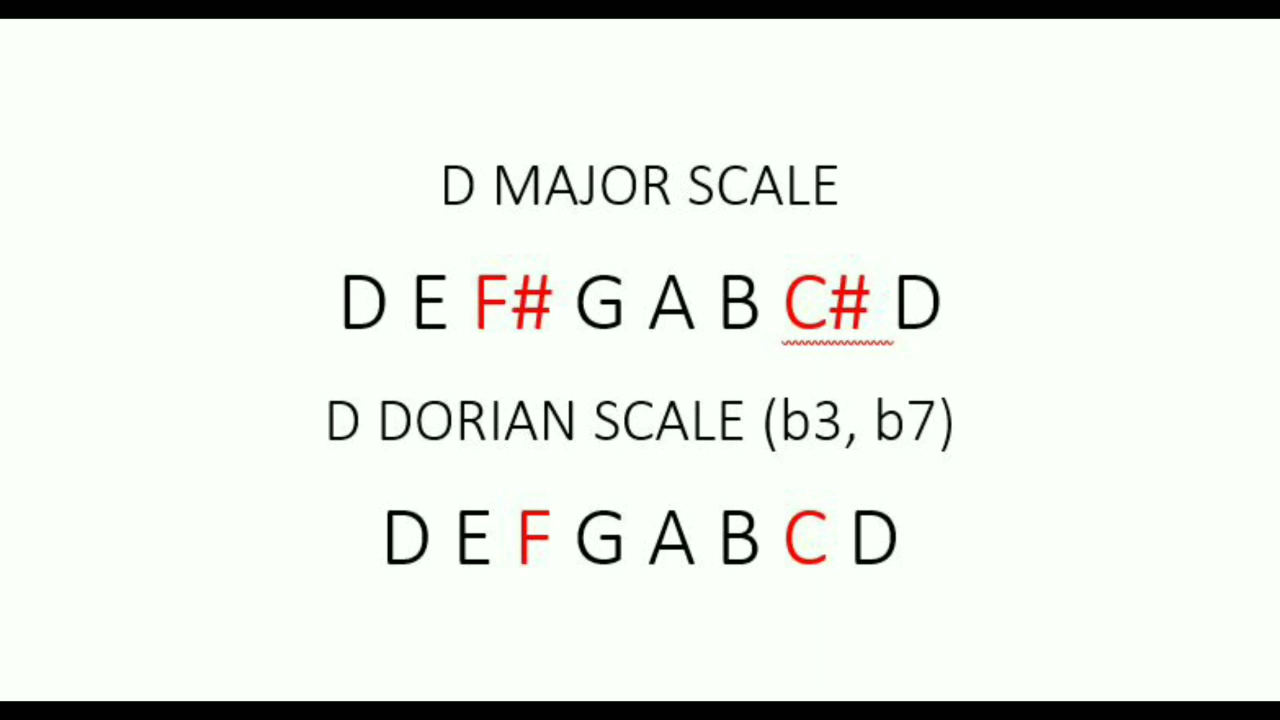 D MAJOR SCALE
D E F# G A B C# D
D DORIAN SCALE (b3, b7)
D E F G A B C D